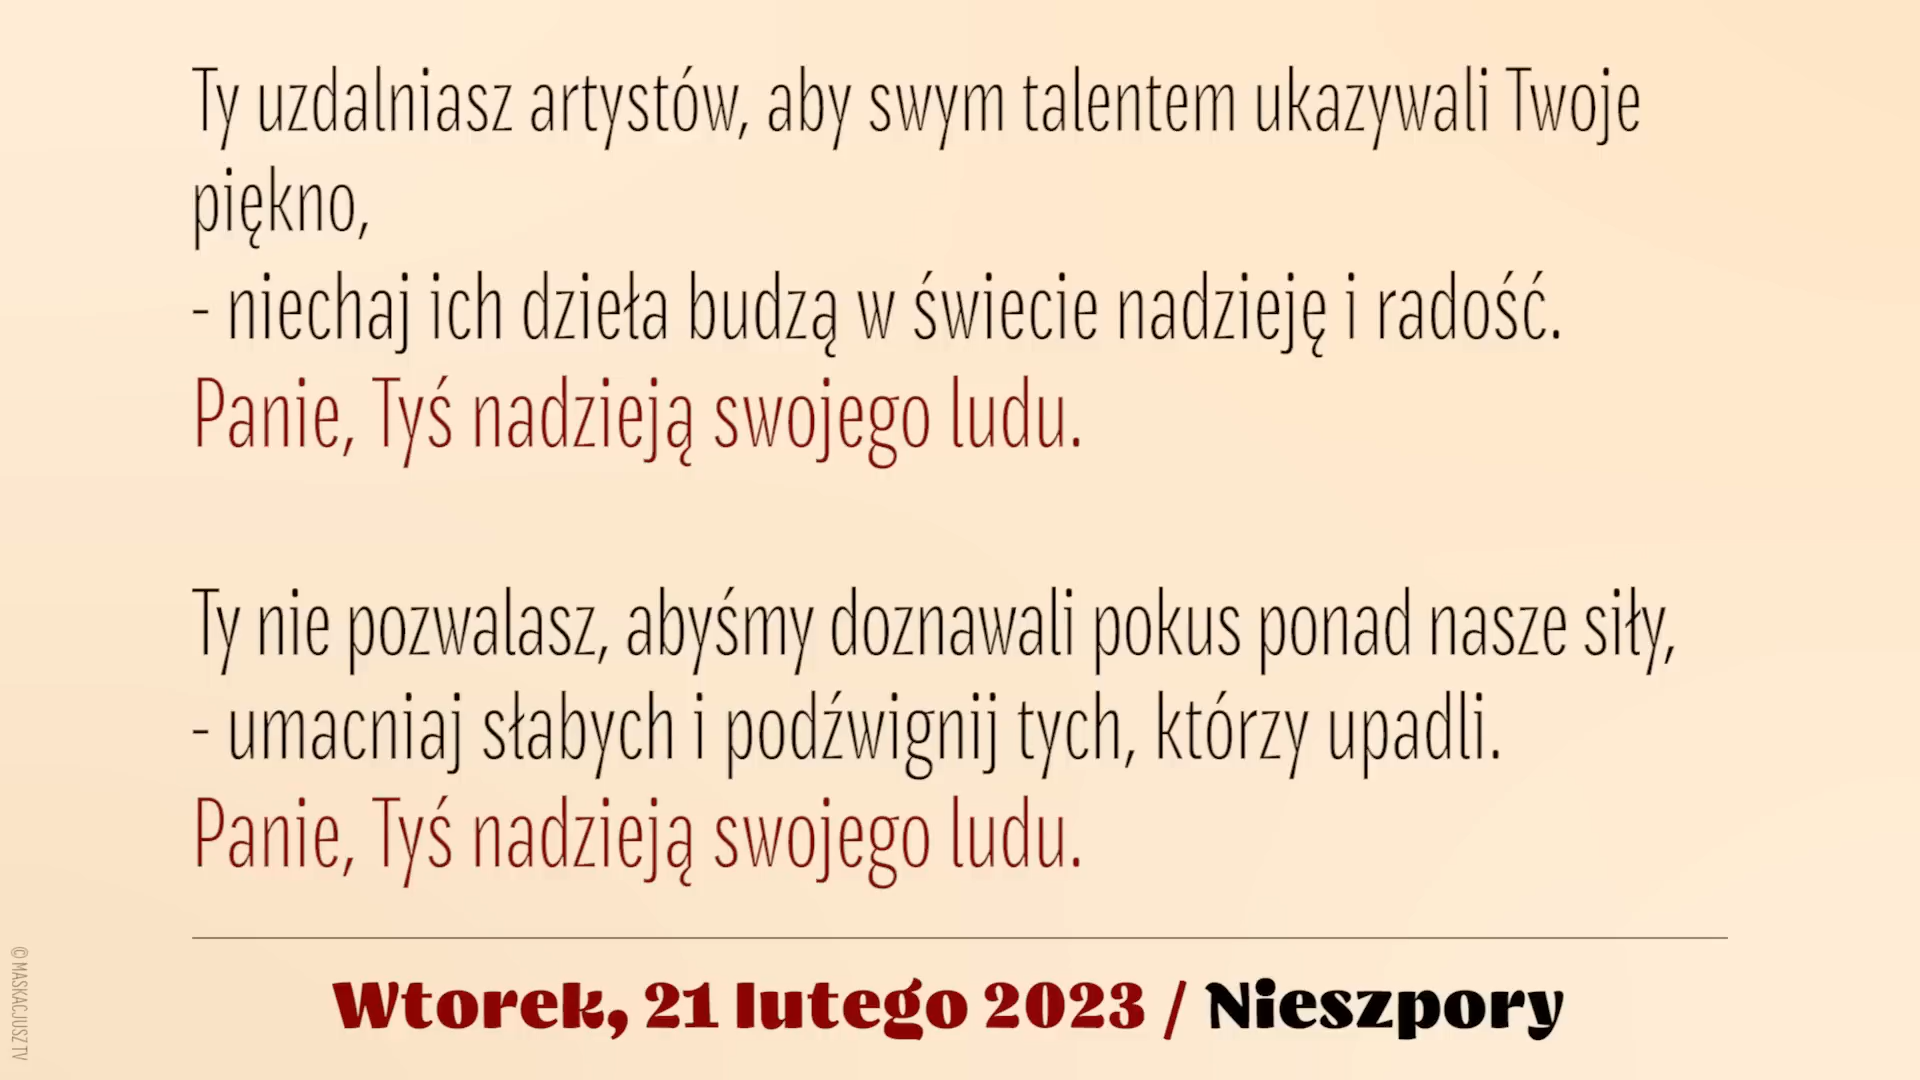 Ty uzdalniasz artystów, aby swym talentem ukazywali Twoje
piękno,
- niechaj ich dzieła budzą w świecie nadzieję i radość.
Panie, Tyś nadzieją swojego ludu.
Ty nie pozwalasz, abyśmy doznawali pokus ponad nasze siły,
- umacniaj słabych i podźwignij tych, którzy upadli.
Panie, Tyś nadzieją swojego ludu.
Wtorek, 21 lutego 2023 / Nieszpory
© MASKACJUSZ TV